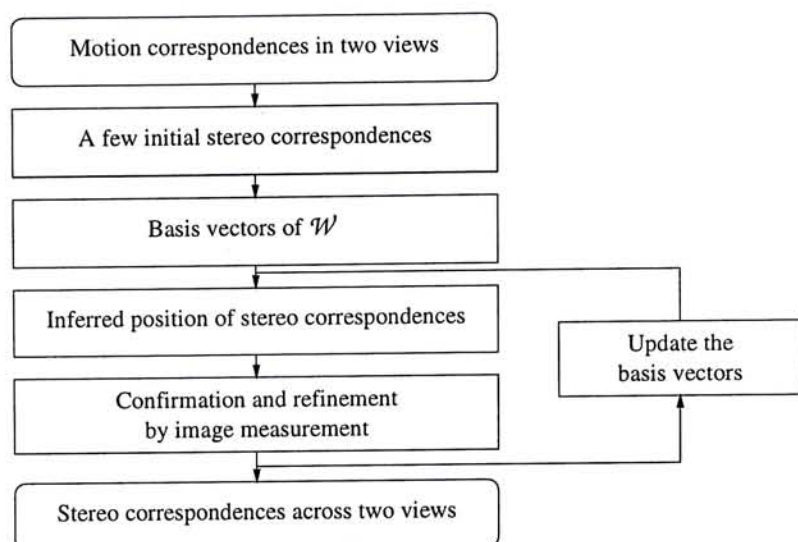 Motion correspondences in two views
A few initial stereo correspondences
Basis vectors of 𝒲
Inferred position of stereo correspondences
Confirmation and refinement
by image measurement
Stereo correspondences across two views
Update the
basis vectors